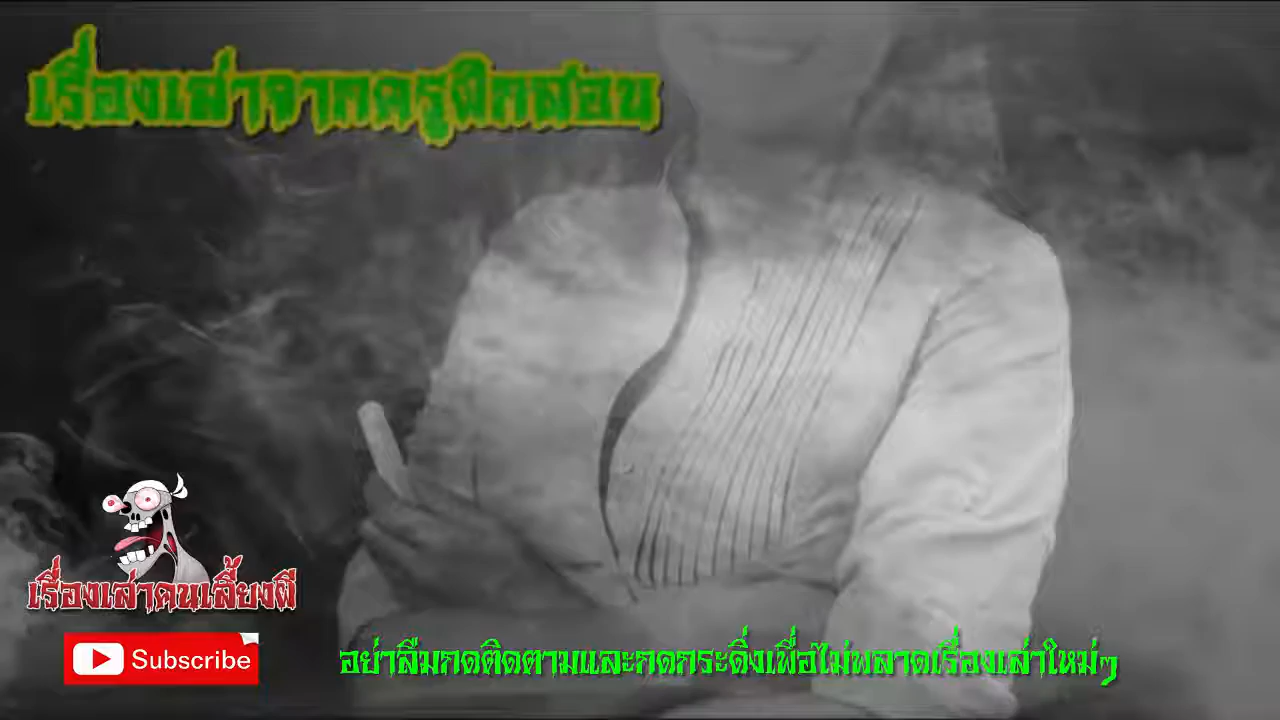 เรื่องเล่าจากครูฝึกสอน
เรื่องเล่าคนเลี้ยงผี
Subscribe
อย่าลืมกดติดตามและกดกระดิ่งเพื่อไม่พลาดเรื่องเล่าใหม่ๆ